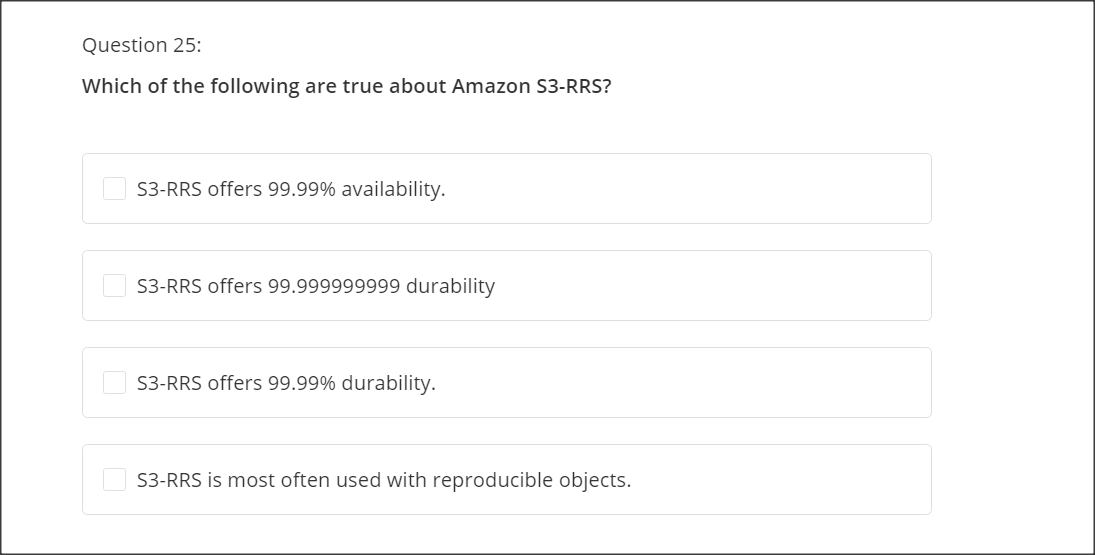 Question 25:
Which of the following are true about Amazon S3-RRS?
S3-RRS offers 99.99% availability.
S3-RRS offers 99.999999999 durability
S3-RRS offers 99.99% durability.
S3-RRS is most often used with reproducible objects.